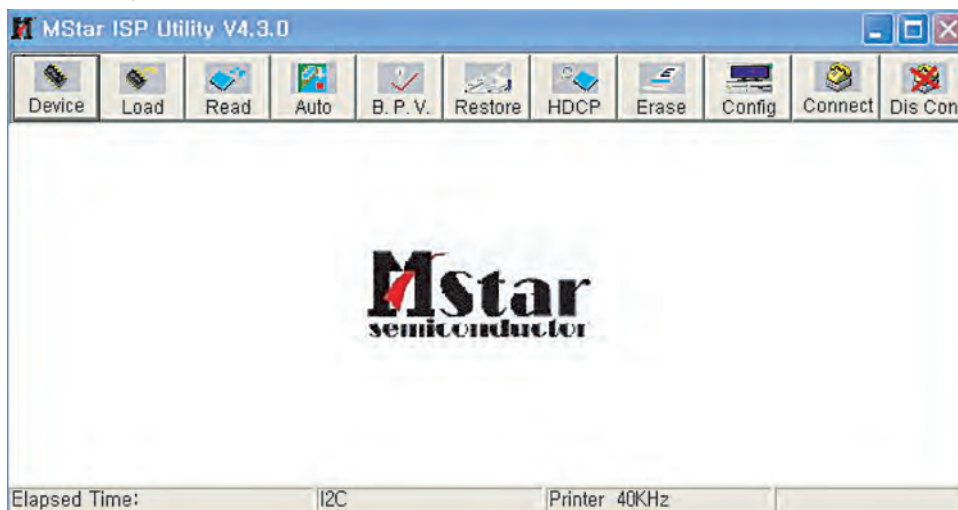 MStar ISP Utility V4.3.0
Device Load Read Auto B. P. V. Restore HDCP Erase Config Connect Dis Con
MStar
semiconductor
Elapsed Time: I2C Printer 40KHz